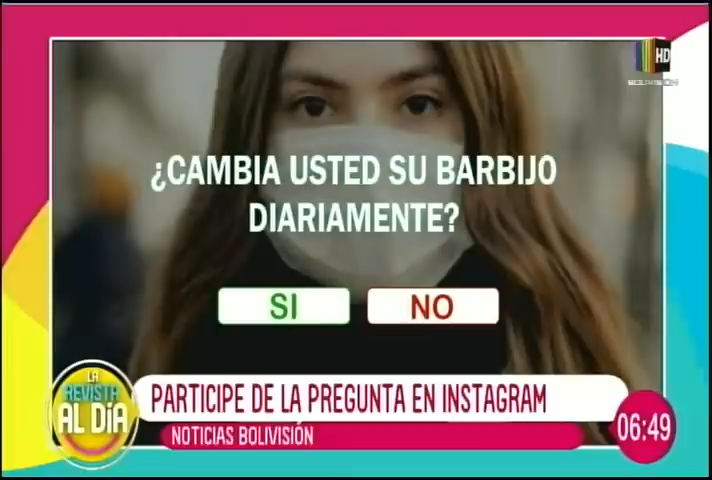 HD
BOLIVISION
¿CAMBIA USTED SU BARBIJO
DIARIAMENTE?
SI NO
LA
REVISTA
AL DÍA
PARTICIPE DE LA PREGUNTA EN INSTAGRAM
NOTICIAS BOLIVISIÓN
06:49